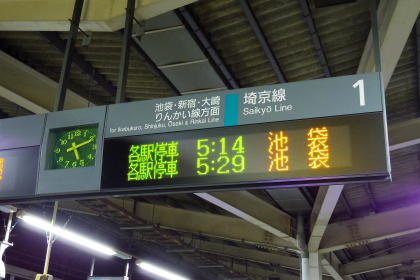 池袋・新宿・大崎
りんかい線方面
for Ikebukuro, Shinjuku, Ōsaki & Rinkai Line
埼京線
Saikyō Line
1
各駅停車 5:14 池袋
各駅停車 5:29 池袋